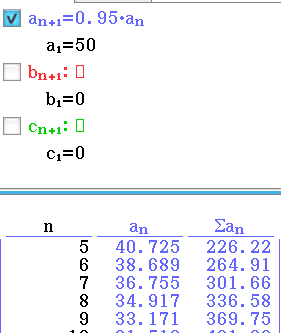 aₙ₊₁=0.95·aₙ
a₁=50
bₙ₊₁:□
b₁=0
cₙ₊₁:□
c₁=0
n aₙ Σaₙ
5 40.725 226.22
6 38.689 264.91
7 36.755 301.66
8 34.917 336.58
9 33.171 369.75